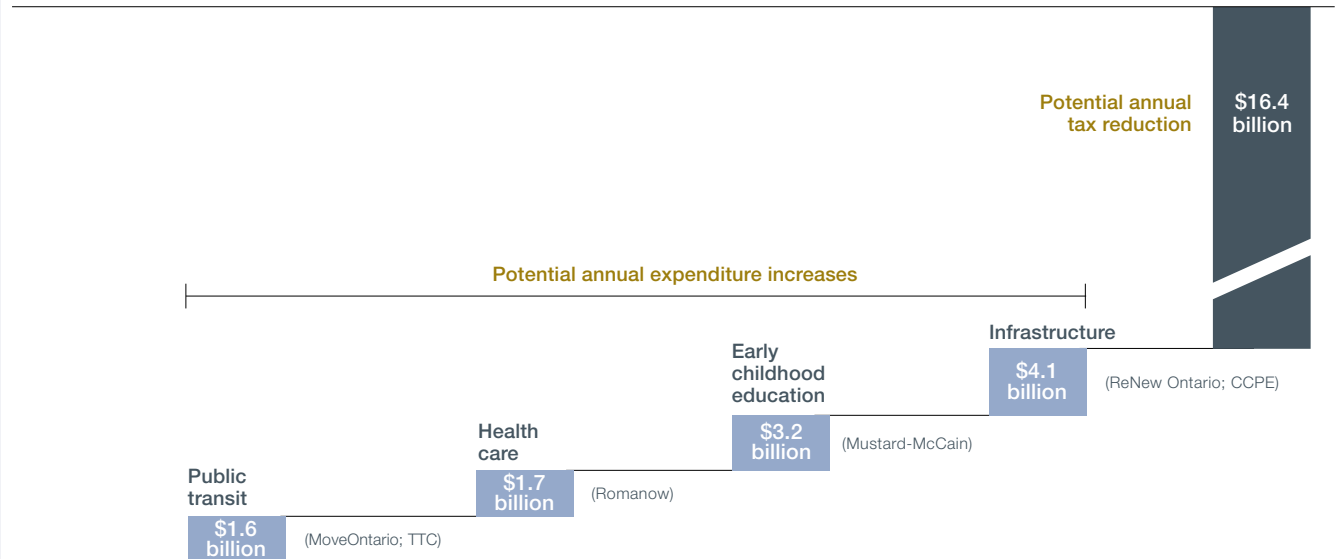 Potential annual
tax reduction
$16.4
billion
Potential annual expenditure increases
Infrastructure
$4.1
billion
(ReNew Ontario; CCPE)
Early
childhood
education
$3.2
billion
(Mustard-McCain)
Health
care
$1.7
billion
(Romanow)
Public
transit
$1.6
billion
(MoveOntario; TTC)